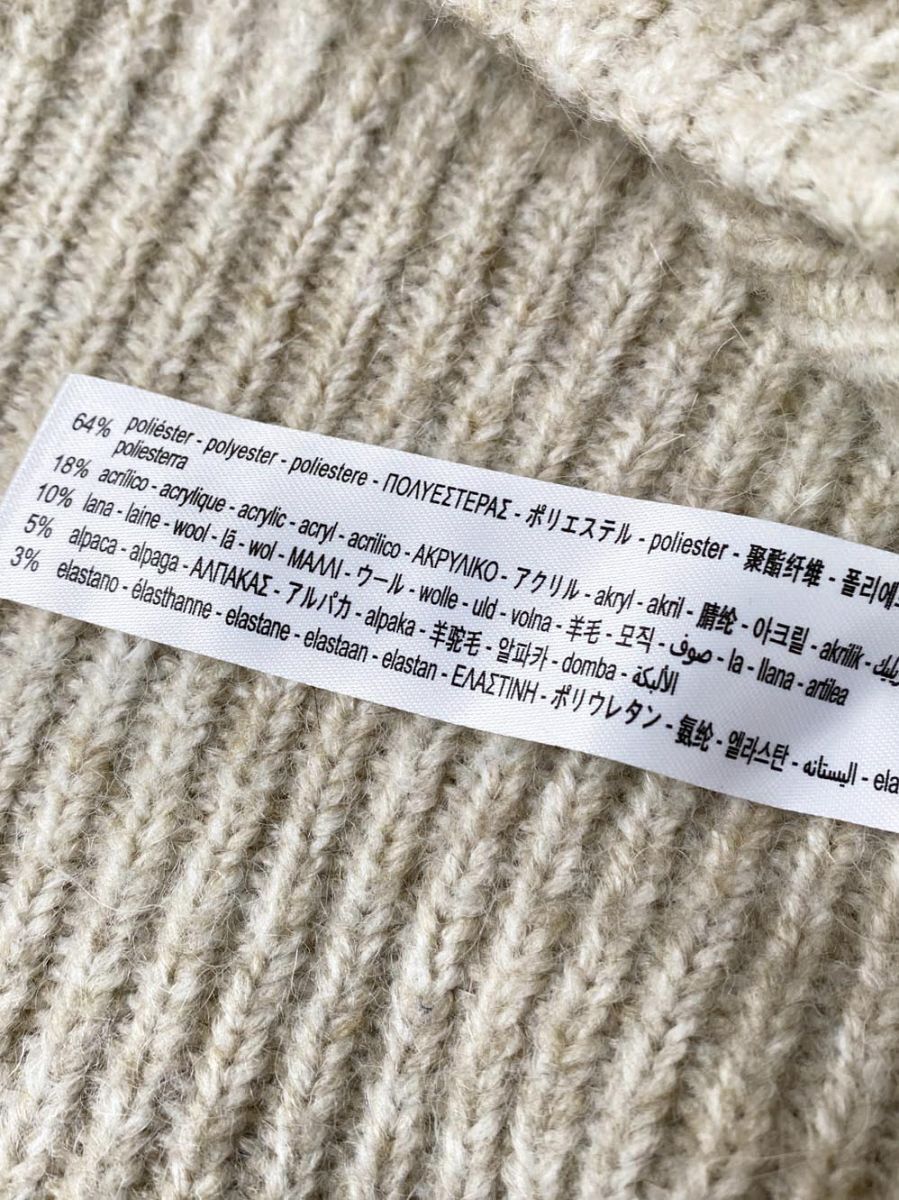 64% poliéster - polyester - poliestere - ΠΟΛΥΕΣΤΕΡΑΣ - ポリエステル - poliester - 聚酯纤维 - 폴리에스
poliesterra
18% acrílico - acrylique - acrylic - acryl - acrilico - ΑΚΡΥΛΙΚΟ - アクリル - akryl - akril - 腈纶 - 아크릴 - akrilik -
10% lana - laine - wool - lã - wol - ΜΑΛΛΙ - ウール - wolle - uld - volna - 羊毛 - 모직 - صوف - la - llana - artilea
5% alpaca - alpaga - ΑΛΠΑΚΑΣ - アルパカ - alpaka - 羊驼毛 - 알파카 - domba - الألبكة
3% elastano - élasthanne - elastane - elastaan - elastan - ΕΛΑΣΤΙΝΗ - ポリウレタン - 氨纶 - 엘라스탄 - اليستانه - ela